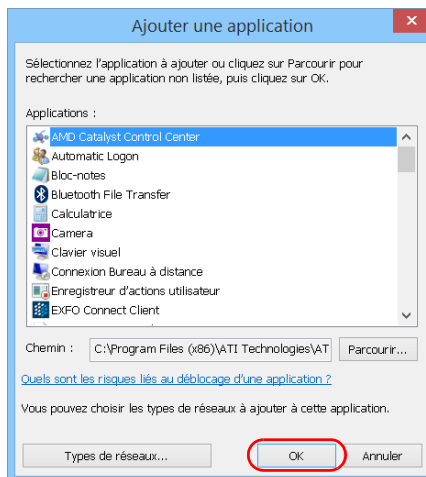 Ajouter une application
Sélectionnez l'application à ajouter ou cliquez sur Parcourir pour
rechercher une application non listée, puis cliquez sur OK.
Applications :
AMD Catalyst Control Center
Automatic Logon
Bloc-notes
Bluetooth File Transfer
Calculatrice
Camera
Clavier visuel
Connexion Bureau à distance
Enregistreur d'actions utilisateur
EXFO Connect Client
Chemin : C:\Program Files (x86)\ATI Technologies\AT Parcourir...
Quels sont les risques liés au déblocage d'une application ?
Vous pouvez choisir les types de réseaux à ajouter à cette application.
Types de réseaux... OK Annuler